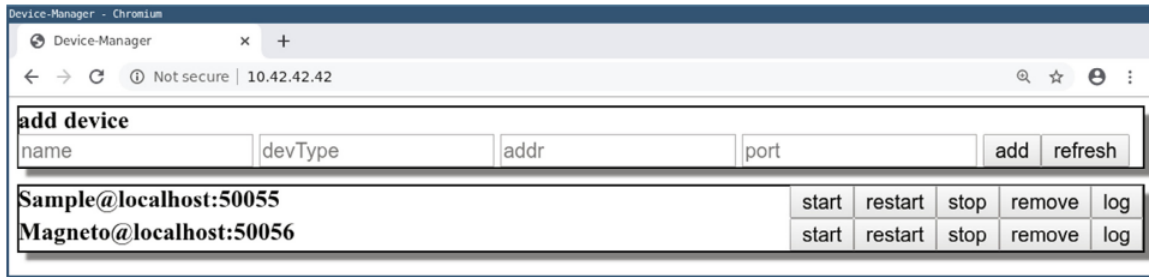 Device-Manager - Chromium
Device-Manager × +
Not secure | 10.42.42.42
add device
name devType addr port add refresh
Sample@localhost:50055 start restart stop remove log
Magneto@localhost:50056 start restart stop remove log